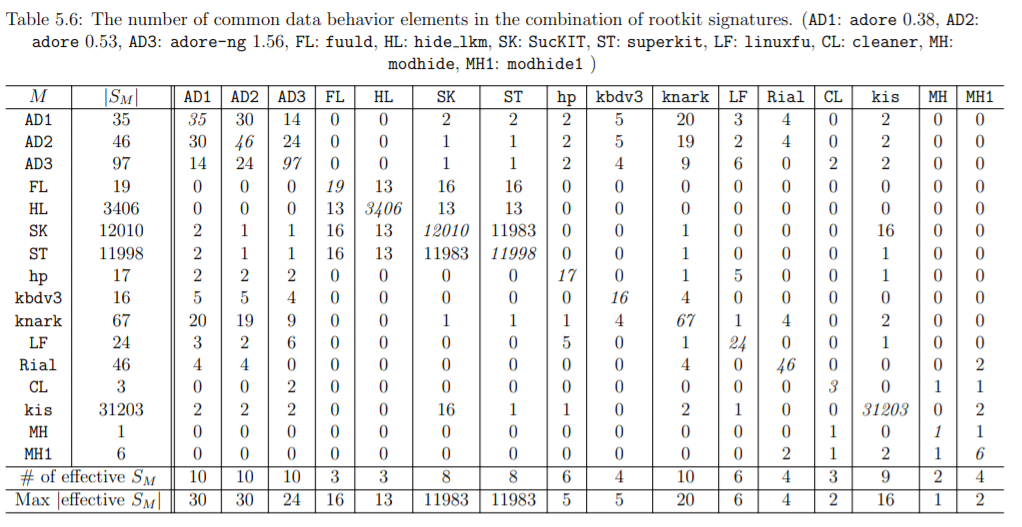 Table 5.6: The number of common data behavior elements in the combination of rootkit signatures. (AD1: adore 0.38, AD2:
adore 0.53, AD3: adore-ng 1.56, FL: fuuld, HL: hide_lkm, SK: SucKIT, ST: superkit, LF: linuxfu, CL: cleaner, MH:
modhide, MH1: modhide1 )
M |S_M| AD1 AD2 AD3 FL HL SK ST hp kbdv3 knark LF Rial CL kis MH MH1
AD1 35 35 30 14 0 0 2 2 2 5 20 3 4 0 2 0 0
AD2 46 30 46 24 0 0 1 1 2 5 19 2 4 0 2 0 0
AD3 97 14 24 97 0 0 1 1 2 4 9 6 0 2 2 0 0
FL 19 0 0 0 19 13 16 16 0 0 0 0 0 0 0 0 0
HL 3406 0 0 0 13 3406 13 13 0 0 0 0 0 0 0 0 0
SK 12010 2 1 1 16 13 12010 11983 0 0 1 0 0 0 16 0 0
ST 11998 2 1 1 16 13 11983 11998 0 0 1 0 0 0 1 0 0
hp 17 2 2 2 0 0 0 0 17 0 1 5 0 0 1 0 0
kbdv3 16 5 5 4 0 0 0 0 0 16 4 0 0 0 0 0 0
knark 67 20 19 9 0 0 1 1 1 4 67 1 4 0 2 0 0
LF 24 3 2 6 0 0 0 0 5 0 1 24 0 0 1 0 0
Rial 46 4 4 0 0 0 0 0 0 0 4 0 46 0 0 0 2
CL 3 0 0 2 0 0 0 0 0 0 0 0 0 3 0 1 1
kis 31203 2 2 2 0 0 16 1 1 0 2 1 0 0 31203 0 2
MH 1 0 0 0 0 0 0 0 0 0 0 0 0 1 0 1 1
MH1 6 0 0 0 0 0 0 0 0 0 0 0 2 1 2 1 6
# of effective S_M 10 10 10 3 3 8 8 6 4 10 6 4 3 9 2 4
Max |effective S_M| 30 30 24 16 13 11983 11983 5 5 20 6 4 2 16 1 2